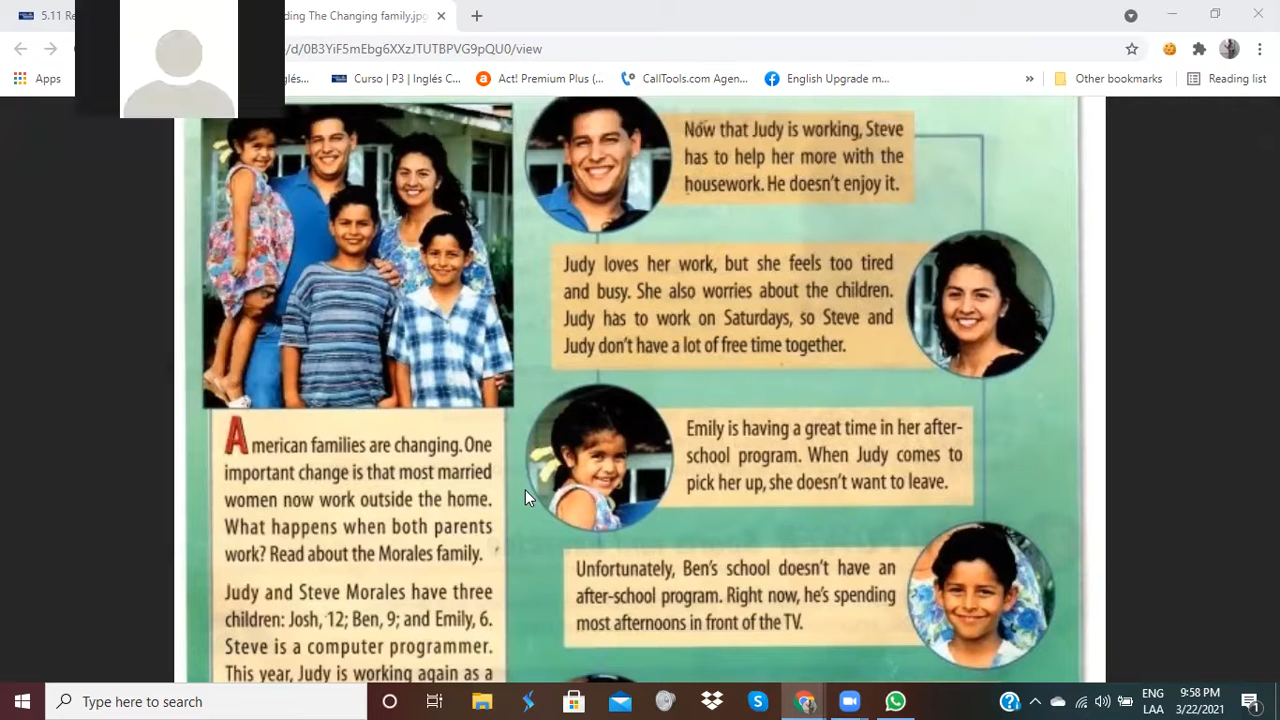 5.11 Re
ding The Changing family.jpg
/d/0B3YiF5mEbg6XXzJTUTBPVG9pQU0/view
Apps
glés...
Curso | P3 | Inglés C...
Act! Premium Plus (...
CallTools.com Agen...
English Upgrade m...
»
Other bookmarks
Reading list
Now that Judy is working, Steve
has to help her more with the
housework. He doesn't enjoy it.
Judy loves her work, but she feels too tired
and busy. She also worries about the children.
Judy has to work on Saturdays, so Steve and
Judy don't have a lot of free time together.
Emily is having a great time in her after-
school program. When Judy comes to
pick her up, she doesn't want to leave.
Unfortunately, Ben's school doesn't have an
after-school program. Right now, he's spending
most afternoons in front of the TV.
American families are changing. One
important change is that most married
women now work outside the home.
What happens when both parents
work? Read about the Morales family.
Judy and Steve Morales have three
children: Josh, 12; Ben, 9; and Emily, 6.
Steve is a computer programmer.
This year, Judy is working again as a
Type here to search
ENG
LAA
9:58 PM
3/22/2021
1